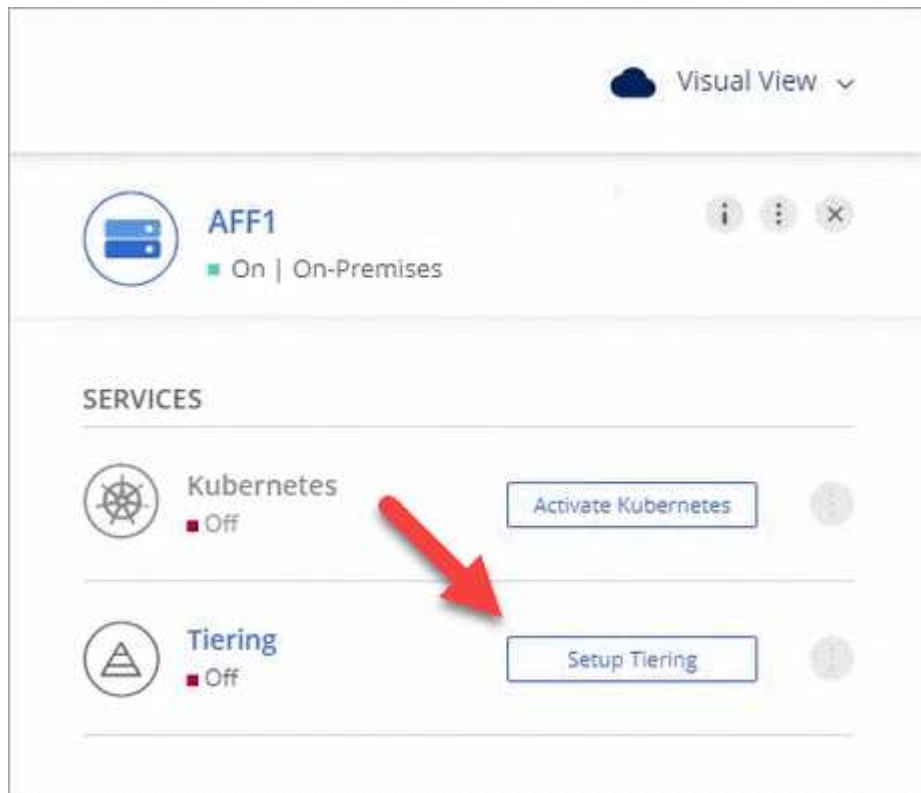 Visual View
AFF1
On | On-Premises
SERVICES
Kubernetes
Off
Activate Kubernetes
Tiering
Off
Setup Tiering